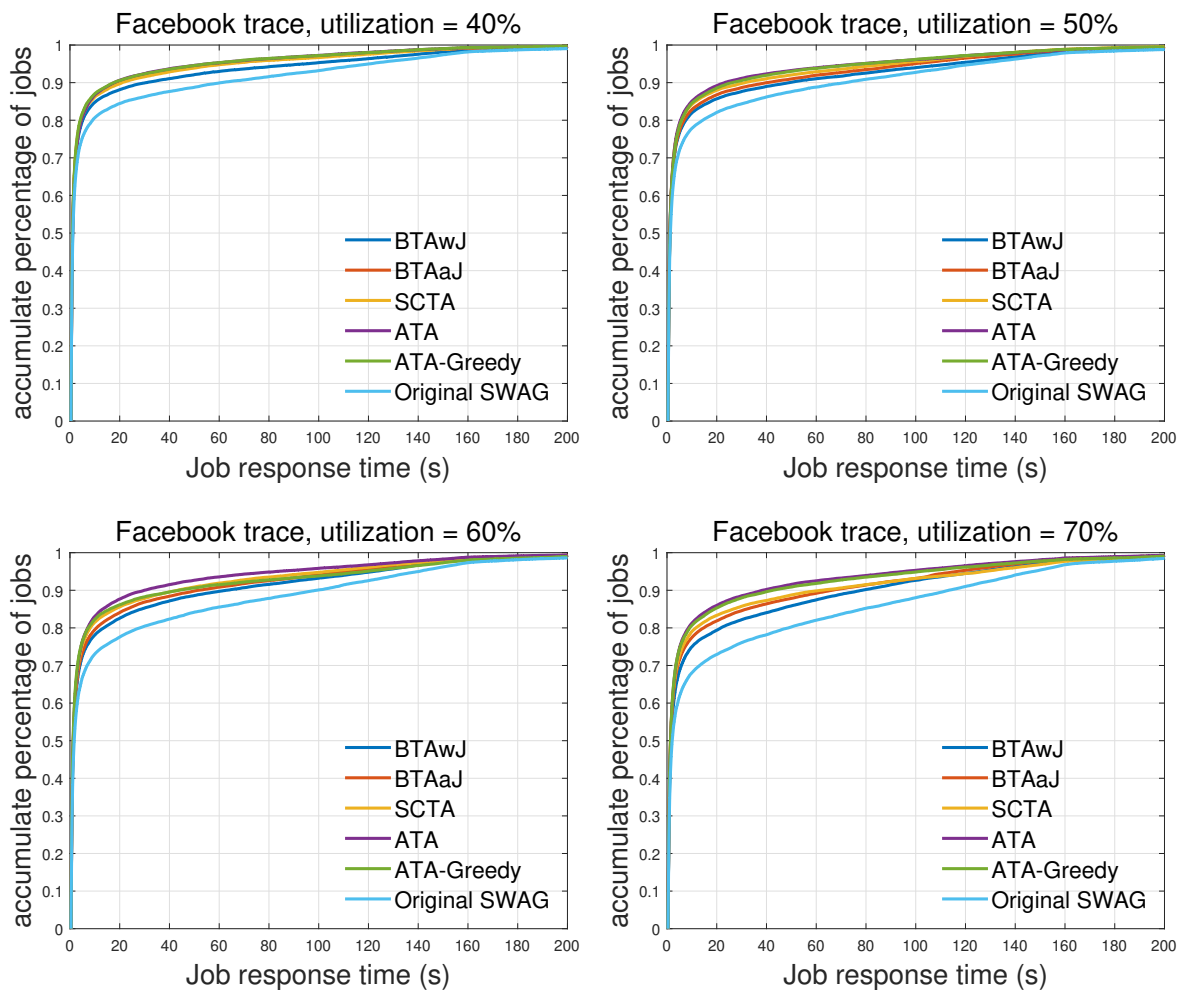 Facebook trace, utilization = 40%
accumulate percentage of jobs
1
0.9
0.8
0.7
0.6
0.5
0.4
0.3
0.2
0.1
0
BTAwJ
BTAaJ
SCTA
ATA
ATA-Greedy
Original SWAG
0 20 40 60 80 100 120 140 160 180 200
Job response time (s)
Facebook trace, utilization = 50%
accumulate percentage of jobs
1
0.9
0.8
0.7
0.6
0.5
0.4
0.3
0.2
0.1
0
BTAwJ
BTAaJ
SCTA
ATA
ATA-Greedy
Original SWAG
0 20 40 60 80 100 120 140 160 180 200
Job response time (s)
Facebook trace, utilization = 60%
accumulate percentage of jobs
1
0.9
0.8
0.7
0.6
0.5
0.4
0.3
0.2
0.1
0
BTAwJ
BTAaJ
SCTA
ATA
ATA-Greedy
Original SWAG
0 20 40 60 80 100 120 140 160 180 200
Job response time (s)
Facebook trace, utilization = 70%
accumulate percentage of jobs
1
0.9
0.8
0.7
0.6
0.5
0.4
0.3
0.2
0.1
0
BTAwJ
BTAaJ
SCTA
ATA
ATA-Greedy
Original SWAG
0 20 40 60 80 100 120 140 160 180 200
Job response time (s)